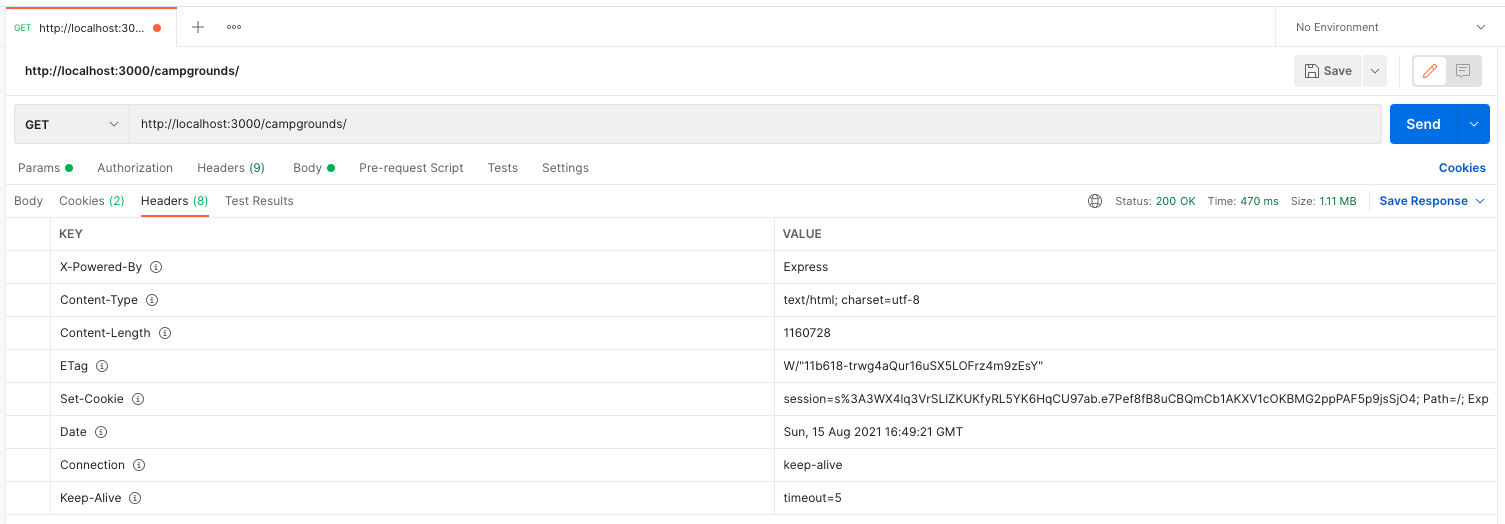 GET http://localhost:30... No Environment
http://localhost:3000/campgrounds/ Save
GET http://localhost:3000/campgrounds/ Send
Params Authorization Headers (9) Body Pre-request Script Tests Settings Cookies
Body Cookies (2) Headers (8) Test Results Status: 200 OK Time: 470 ms Size: 1.11 MB Save Response
KEY VALUE
X-Powered-By Express
Content-Type text/html; charset=utf-8
Content-Length 1160728
ETag W/"11b618-trwg4aQur16uSX5LOFrz4m9zEsY"
Set-Cookie session=s%3A3WX4lq3VrSLlZKUKfyRL5YK6HqCU97ab.e7Pef8fB8uCBQmCb1AKXV1cOKBMG2ppPAF5p9jsSjO4; Path=/; Exp
Date Sun, 15 Aug 2021 16:49:21 GMT
Connection keep-alive
Keep-Alive timeout=5